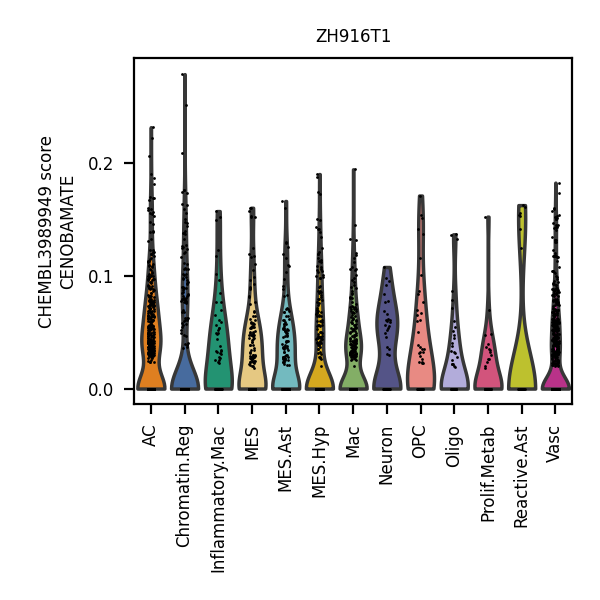 ZH916T1
CHEMBL3989949 score
CENOBAMATE
0.2
0.1
0.0
AC
Chromatin.Reg
Inflammatory.Mac
MES
MES.Ast
MES.Hyp
Mac
Neuron
OPC
Oligo
Prolif.Metab
Reactive.Ast
Vasc